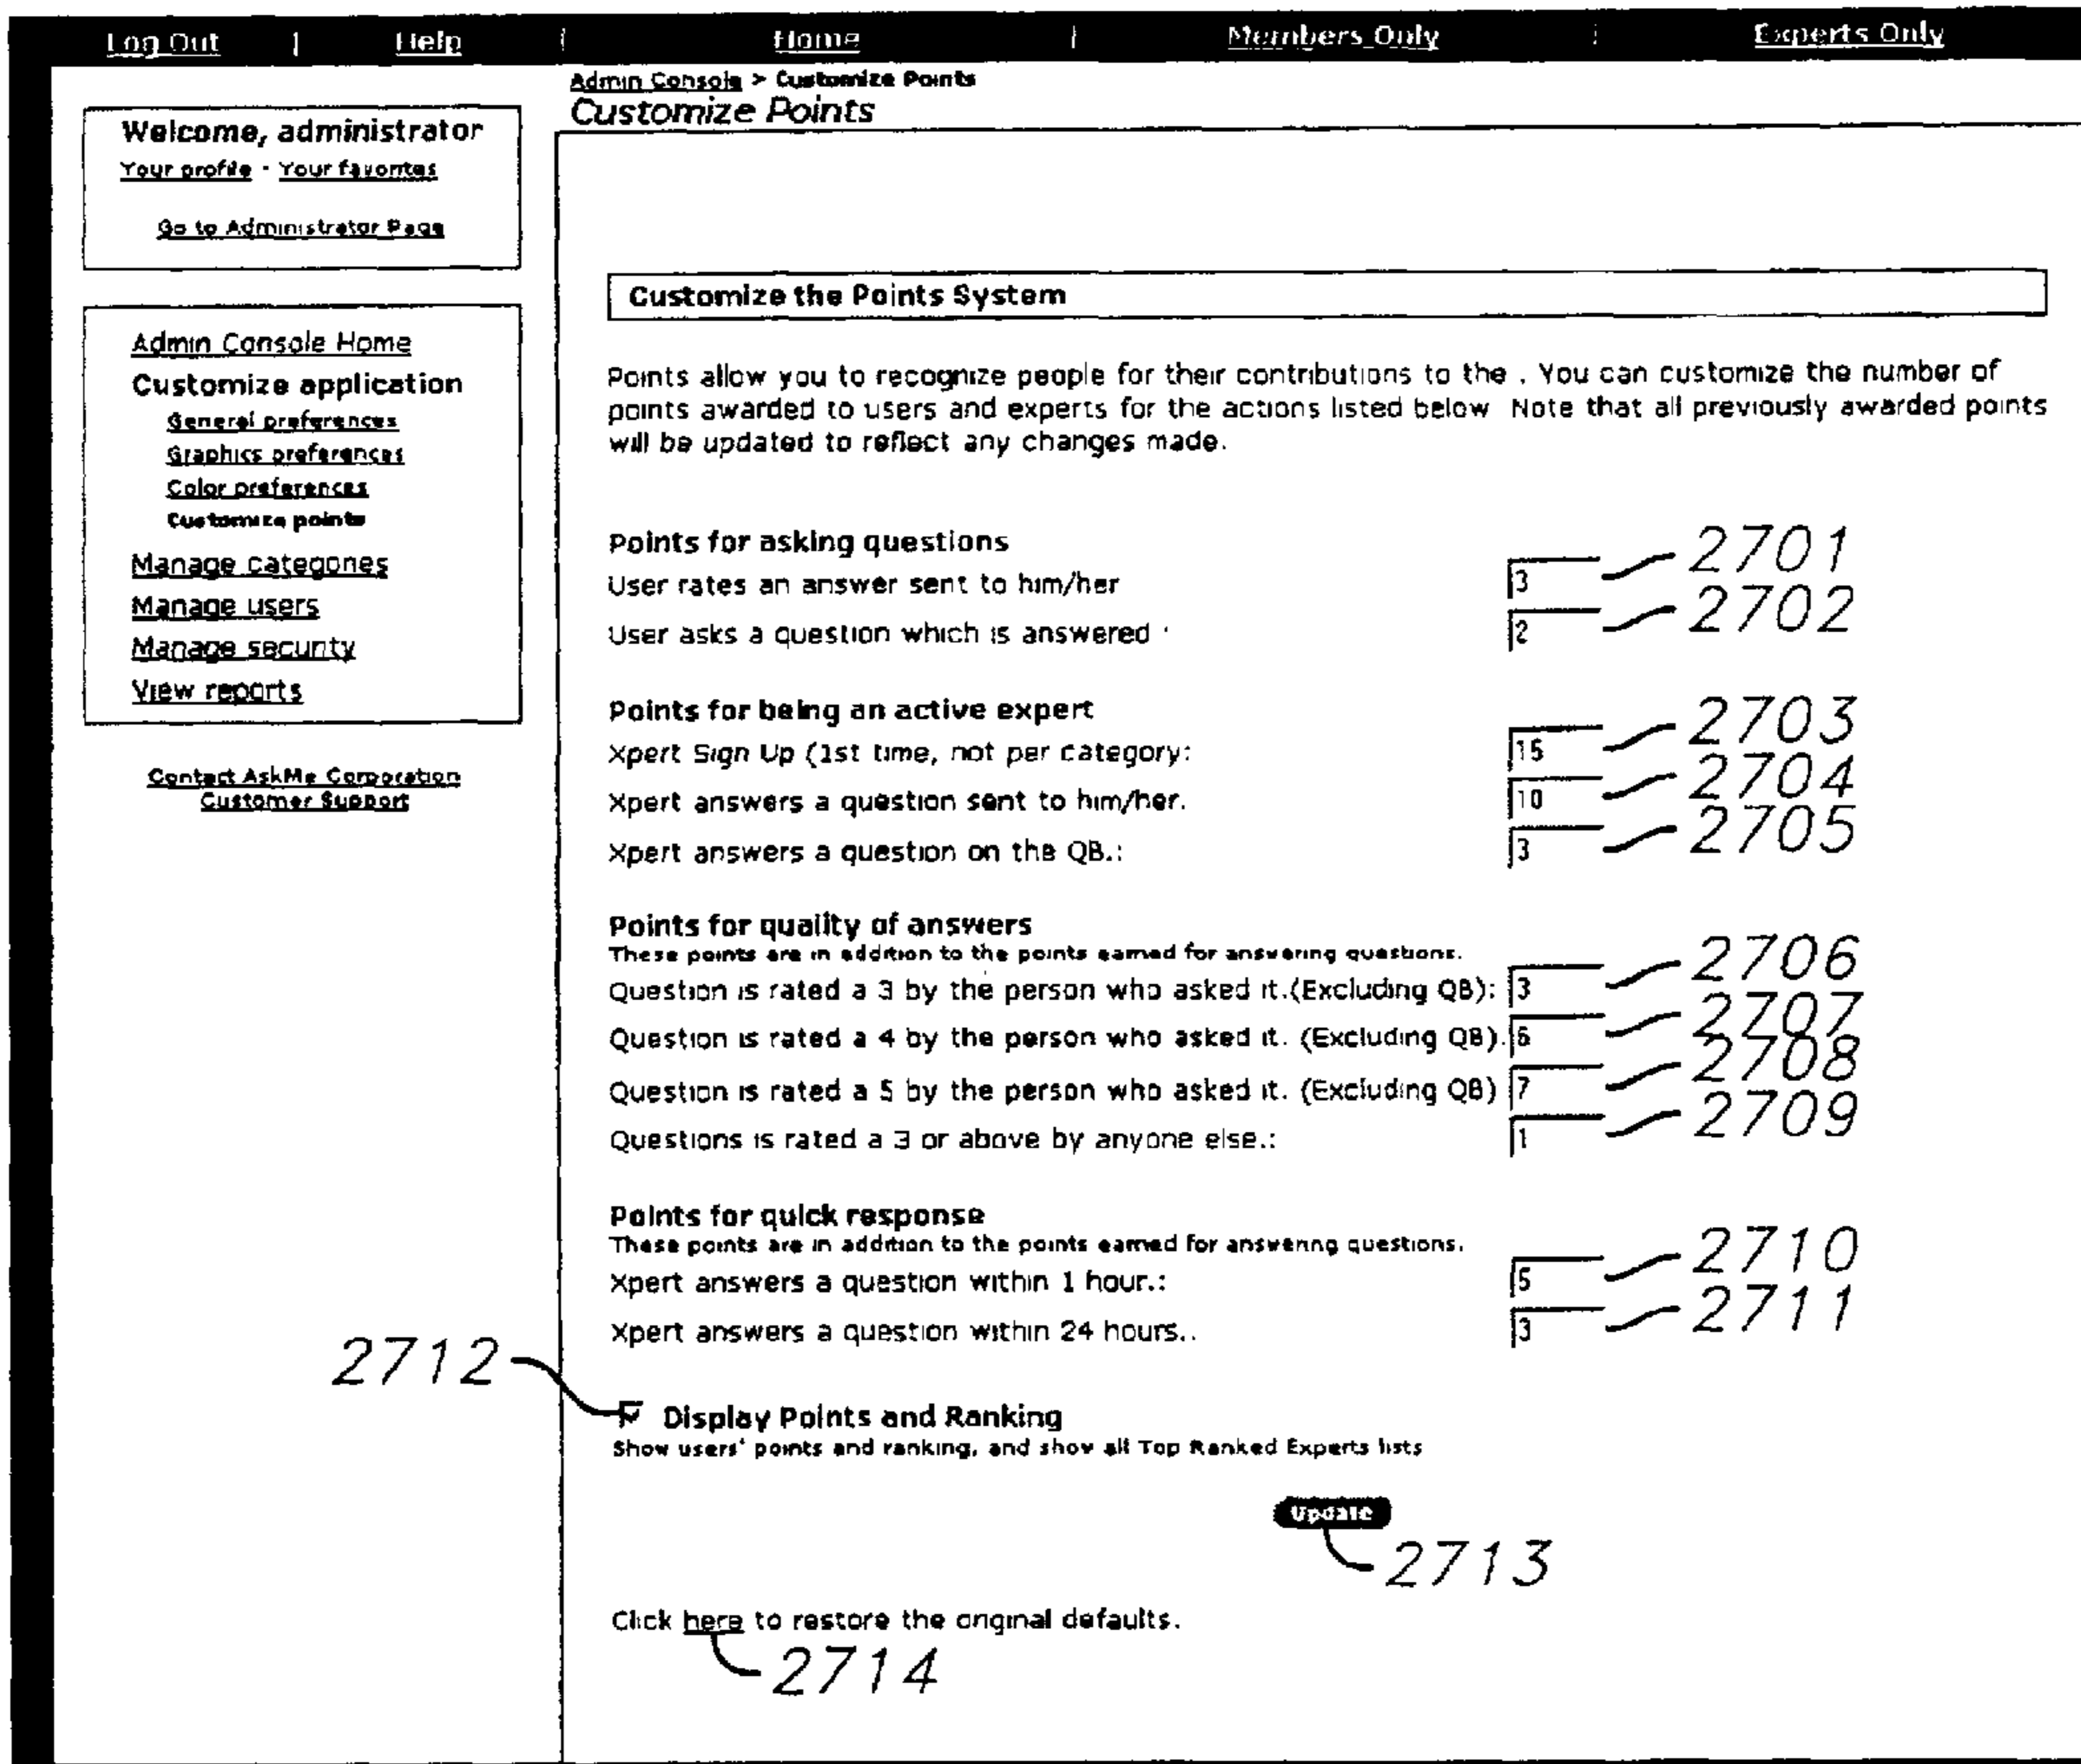 Log Out | Help | Home | Members Only | Experts Only
Admin Console > Customize Points
Customize Points
Welcome, administrator
Your profile - Your favorites
Go to Administrator Page
Admin Console Home
Customize application
General preferences
Graphics preferences
Color preferences
Customize points
Manage categories
Manage users
Manage security
View reports
Contact AskMe Corporation
Customer Support
Customize the Points System
Points allow you to recognize people for their contributions to the . You can customize the number of
points awarded to users and experts for the actions listed below Note that all previously awarded points
will be updated to reflect any changes made.
Points for asking questions
User rates an answer sent to him/her 3 2701
User asks a question which is answered 2 2702
Points for being an active expert
Xpert Sign Up (1st time, not per category: 15 2703
Xpert answers a question sent to him/her. 10 2704
Xpert answers a question on the QB.: 3 2705
Points for quality of answers
These points are in addition to the points earned for answering questions.
Question is rated a 3 by the person who asked it.(Excluding QB): 3 2706
Question is rated a 4 by the person who asked it. (Excluding QB). 2707
Question is rated a 5 by the person who asked it. (Excluding QB) 7 2708
Questions is rated a 3 or above by anyone else.: 1 2709
Points for quick response
These points are in addition to the points earned for answering questions.
Xpert answers a question within 1 hour.: 2710
Xpert answers a question within 24 hours.. 3 2711
2712
Display Points and Ranking
Show users' points and ranking, and show all Top Ranked Experts lists
Update
2713
Click here to restore the original defaults.
2714